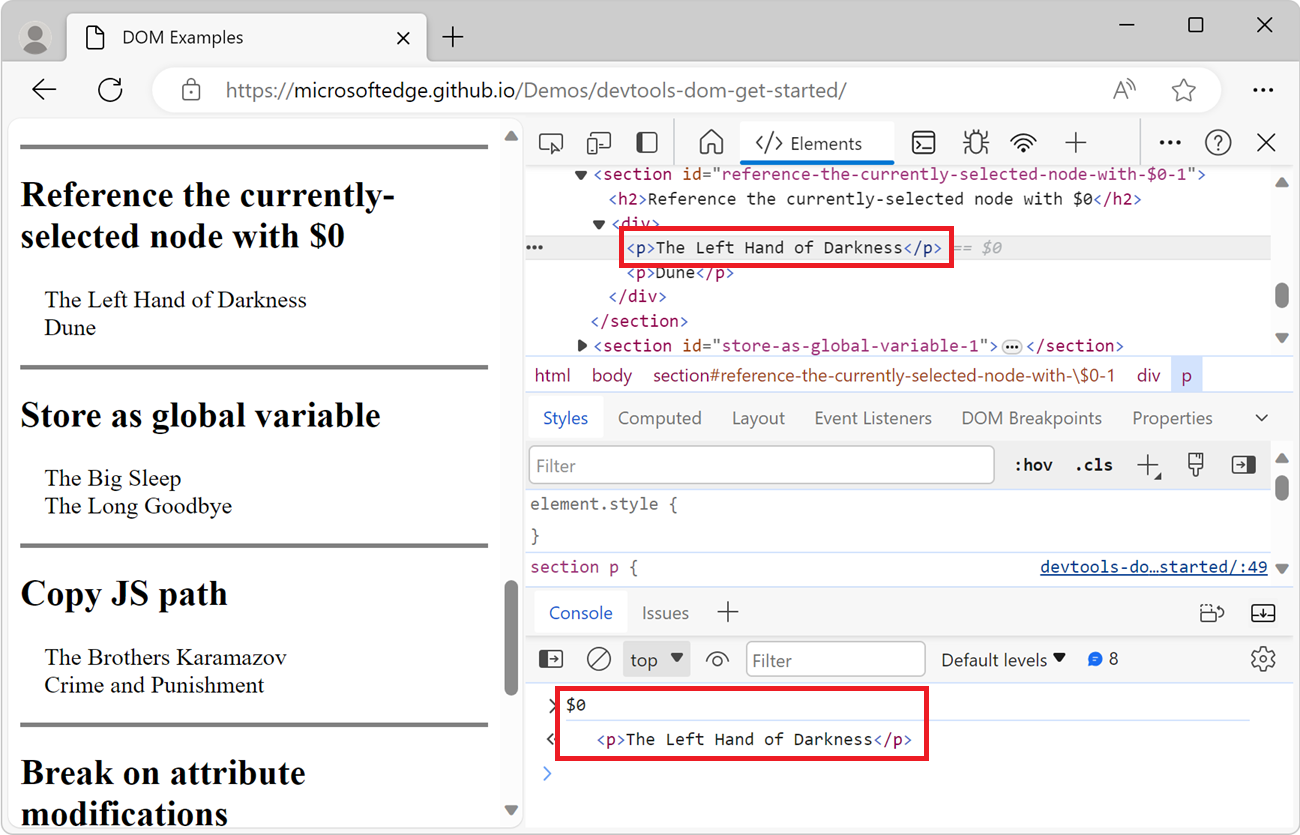 DOM Examples
https://microsoftedge.github.io/Demos/devtools-dom-get-started/
Reference the currently-
selected node with $0
The Left Hand of Darkness
Dune
Store as global variable
The Big Sleep
The Long Goodbye
Copy JS path
The Brothers Karamazov
Crime and Punishment
Break on attribute
modifications
</> Elements
<section id="reference-the-currently-selected-node-with-$0-1">
<h2>Reference the currently-selected node with $0</h2>
<div>
<p>The Left Hand of Darkness</p> == $0
<p>Dune</p>
</div>
</section>
<section id="store-as-global-variable-1"> … </section>
html body section#reference-the-currently-selected-node-with-\$0-1 div p
Styles Computed Layout Event Listeners DOM Breakpoints Properties
Filter :hov .cls
element.style {
}
section p { devtools-do…started/:49
Console Issues
top Filter Default levels 8
$0
<p>The Left Hand of Darkness</p>